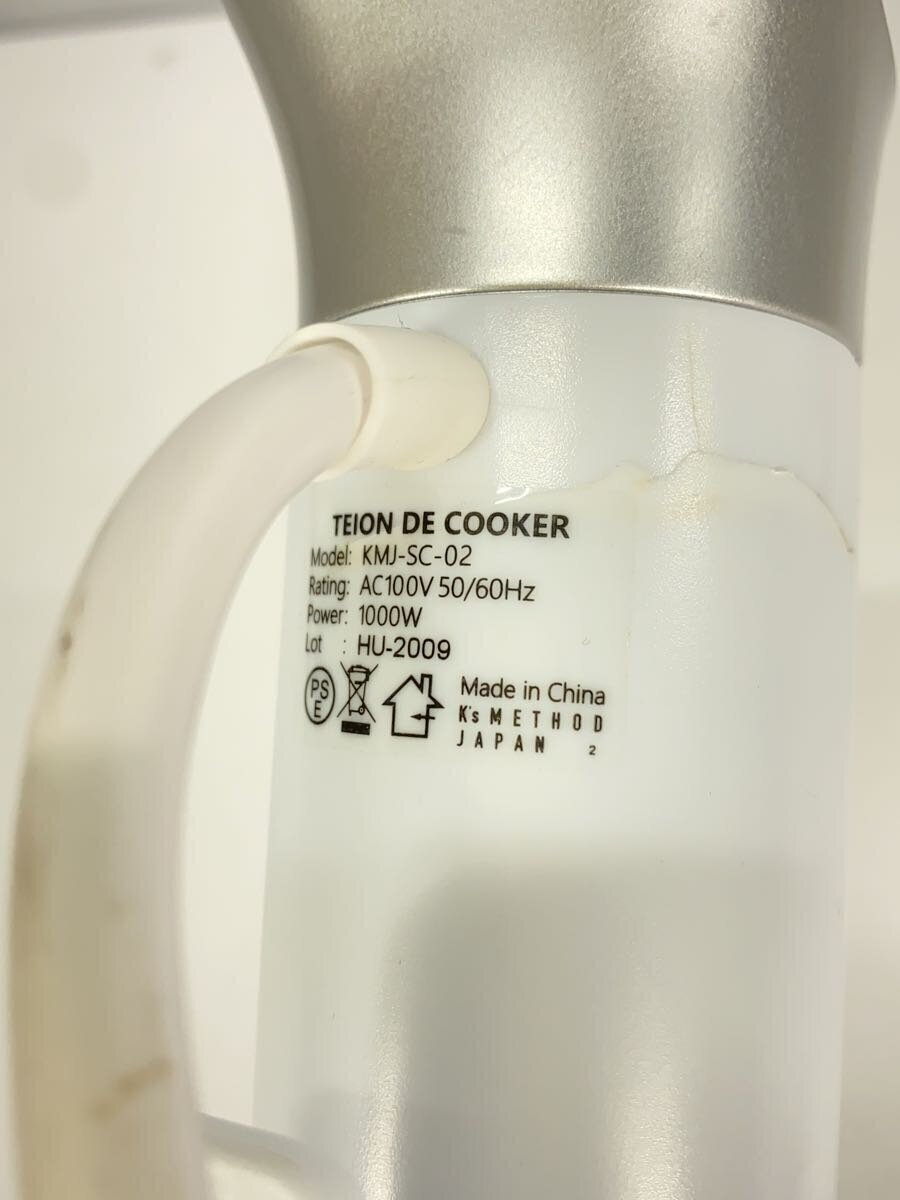 TEION DE COOKER
Model: KMJ-SC-02
Rating: AC100V 50/60Hz
Power: 1000W
Lot : HU-2009
PS
E
Made in China
K's METHOD
JAPAN 2